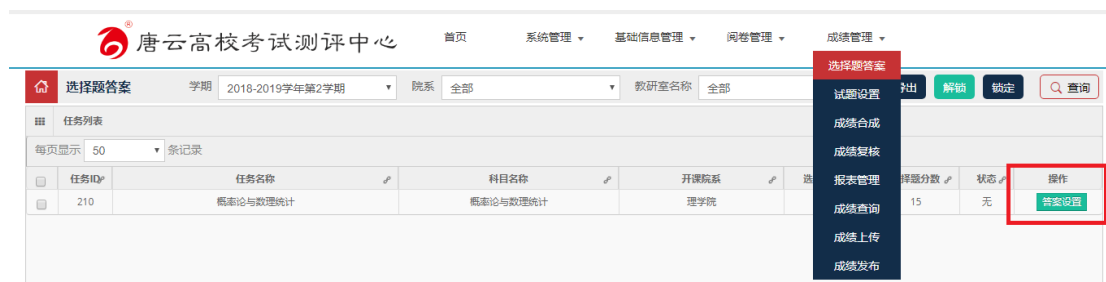 唐云高校考试测评中心 ® 首页 系统管理 基础信息管理 阅卷管理 成绩管理
选择题答案
选择题答案 学期 2018-2019学年第2学期 院系 全部 教研室名称 全部 解锁 锁定 查询
试题设置
任务列表
成绩合成
每页显示 50 条记录
成绩复核
任务ID 任务名称 科目名称 开课院系 选 报表管理 择题分数 状态 操作
210 概率论与数理统计 概率论与数理统计 理学院 成绩查询 15 无 答案设置
成绩上传
成绩发布